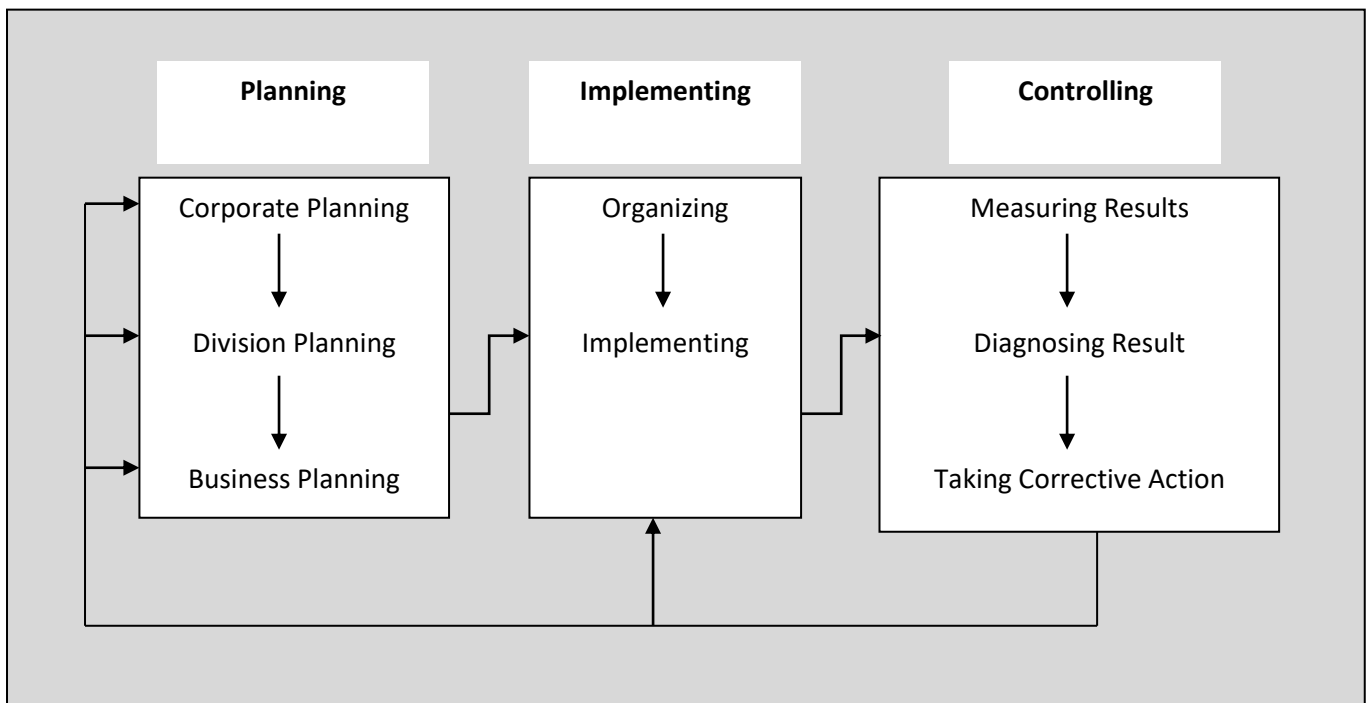 Planning
Implementing
Controlling
Corporate Planning
Division Planning
Business Planning
Organizing
Implementing
Measuring Results
Diagnosing Result
Taking Corrective Action